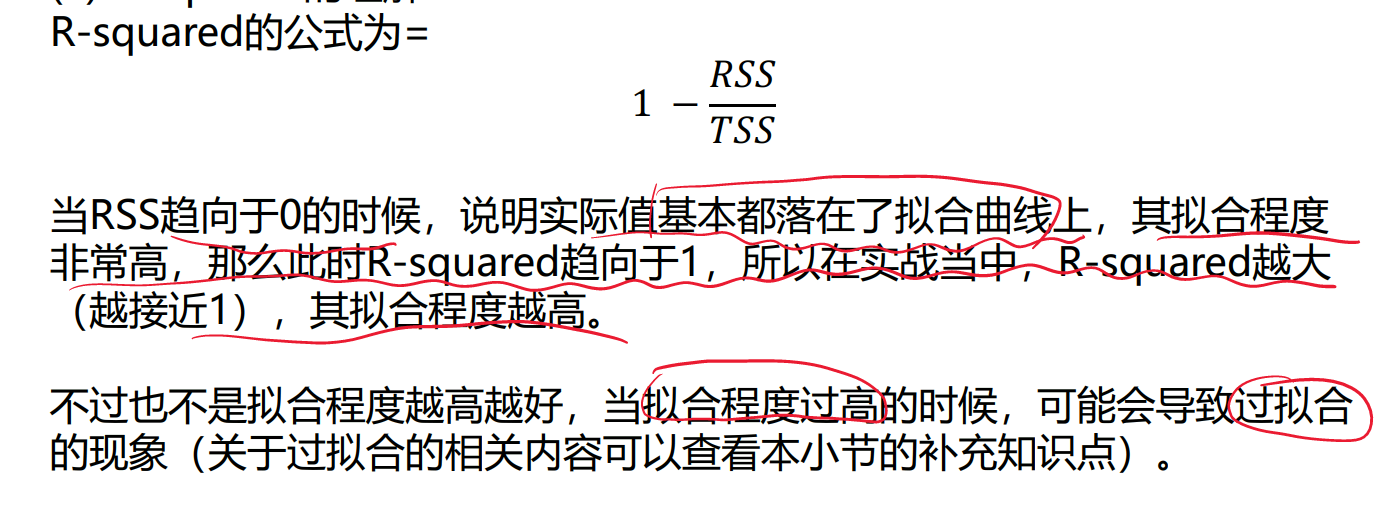 R-squared的公式为=
1 − RSS
TSS
当RSS趋向于0的时候，说明实际值基本都落在了拟合曲线上，其拟合程度
非常高，那么此时R-squared趋向于1，所以在实战当中，R-squared越大
（越接近1），其拟合程度越高。
不过也不是拟合程度越高越好，当拟合程度过高的时候，可能会导致过拟合
的现象（关于过拟合的相关内容可以查看本小节的补充知识点）。